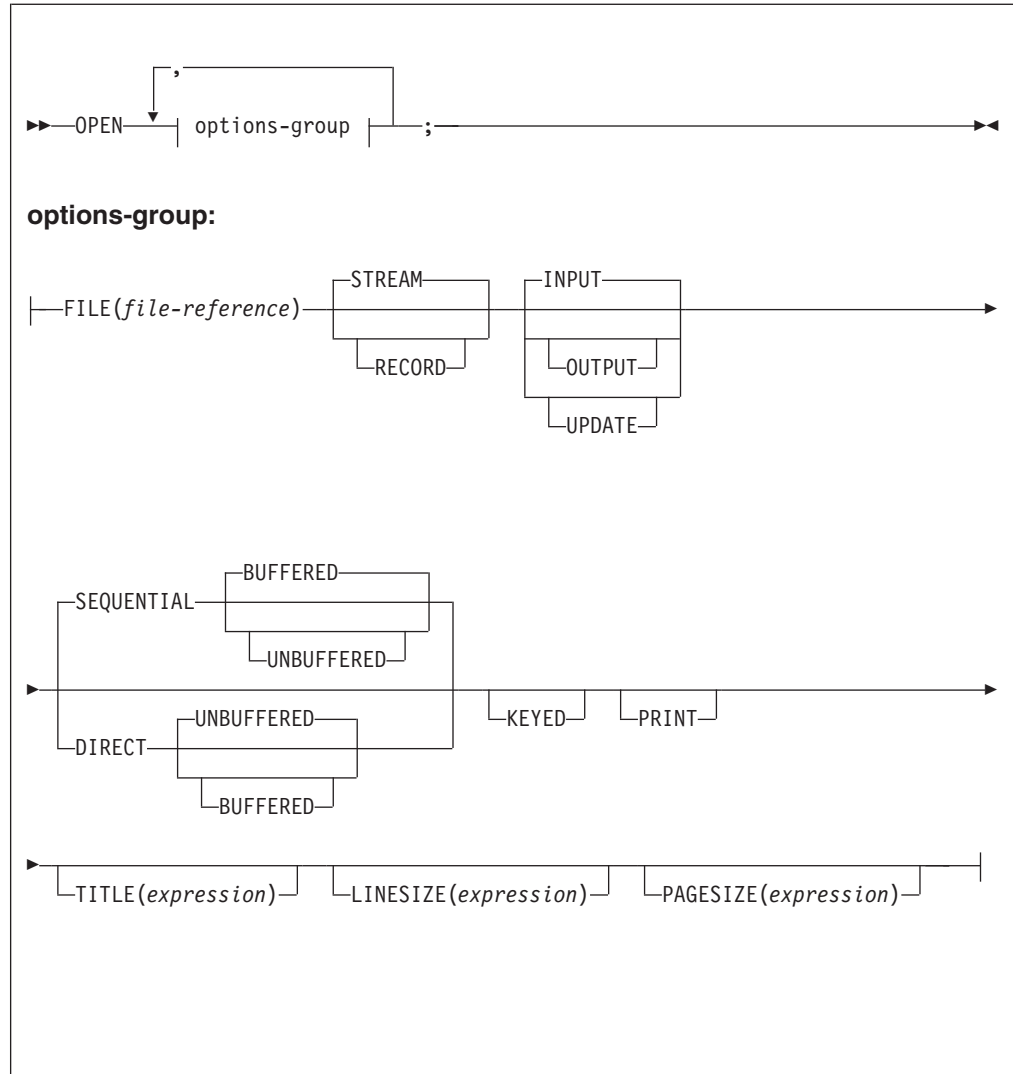 ,
OPEN options-group ;
options-group:
STREAM INPUT
FILE(file-reference)
RECORD OUTPUT
UPDATE
BUFFERED
SEQUENTIAL
UNBUFFERED
UNBUFFERED KEYED PRINT
DIRECT
BUFFERED
TITLE(expression) LINESIZE(expression) PAGESIZE(expression)